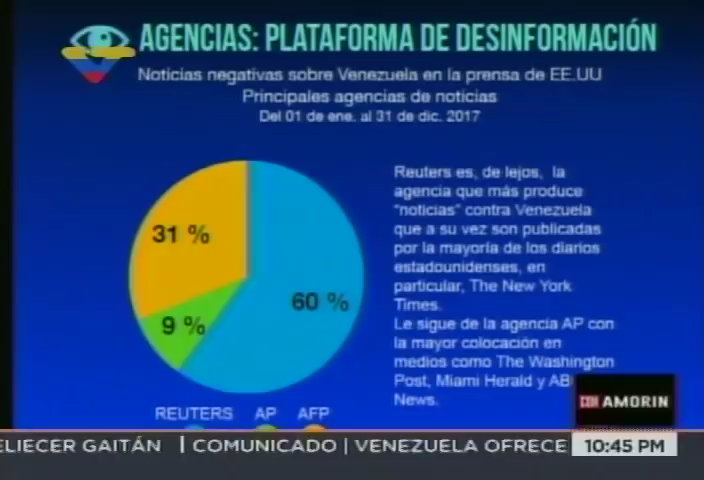 AGENCIAS: PLATAFORMA DE DESINFORMACIÓN
Noticias negativas sobre Venezuela en la prensa de EE.UU
Principales agencias de noticias
Del 01 de ene. al 31 de dic. 2017
31 %
9 %
60 %
REUTERS AP AFP
Reuters es, de lejos, la
agencia que más produce
"noticias" contra Venezuela
que a su vez son publicadas
por la mayoría de los diarios
estadounidenses, en
particular, The New York
Times.
Le sigue de la agencia AP con
la mayor colocación en
medios como The Washington
Post, Miami Herald y AB
News.
AMORIN
ELIECER GAITÁN | COMUNICADO | VENEZUELA OFRECE
10:45 PM